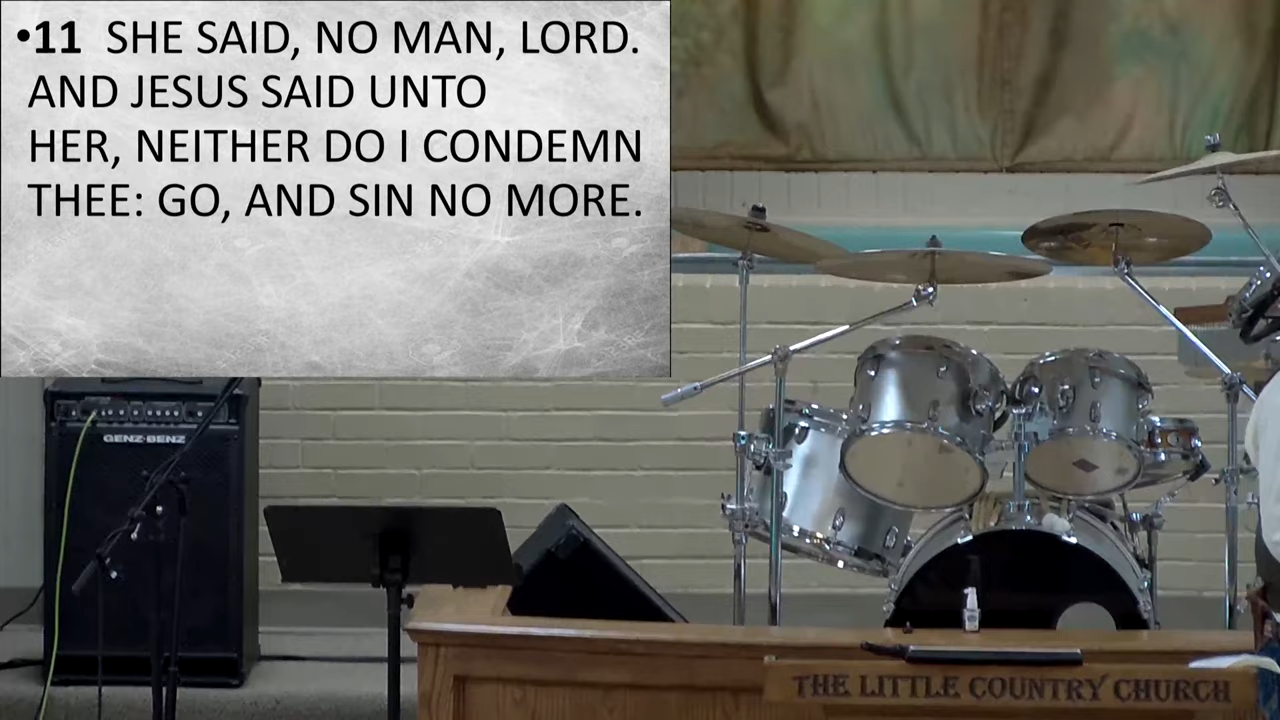 •11 SHE SAID, NO MAN, LORD.
AND JESUS SAID UNTO
HER, NEITHER DO I CONDEMN
THEE: GO, AND SIN NO MORE.
GENZ-BENZ
THE LITTLE COUNTRY CHURCH